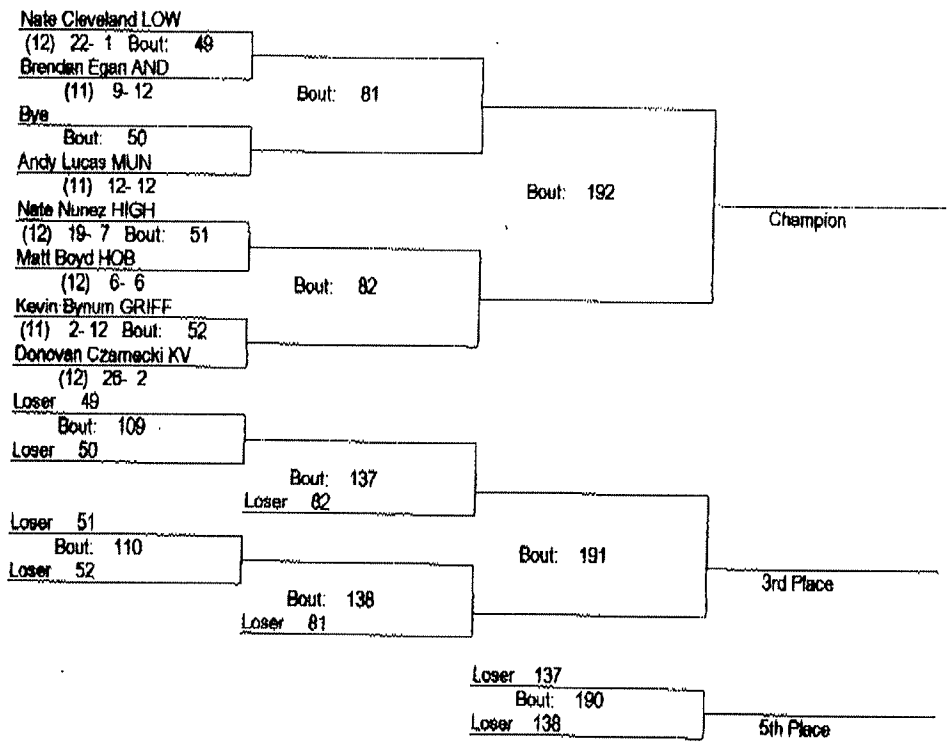 Nate Cleveland LOW
(12) 22- 1 Bout: 49
Brendan Egan AND
(11) 9- 12
Bout: 81
Bye
Bout: 50
Andy Lucas MUN
(11) 12- 12
Bout: 192
Champion
Nate Nunez HIGH
(12) 19- 7 Bout: 51
Matt Boyd HOB
(12) 6- 6
Bout: 82
Kevin Bynum GRIFF
(11) 2- 12 Bout: 52
Donovan Czarnecki KV
(12) 26- 2
Loser 49
Bout: 109
Loser 50
Bout: 137
Loser 82
Loser 51
Bout: 110
Loser 52
Bout: 191
3rd Place
Bout: 138
Loser 81
Loser 137
Bout: 190
Loser 138
5th Place